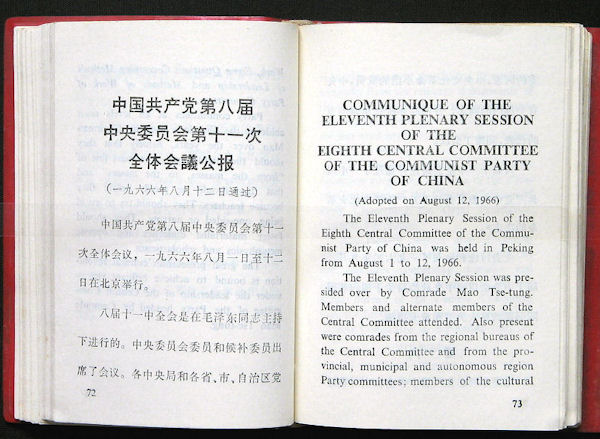 中国共产党第八届
中央委员会第十一次
全体会議公报
(一九六六年八月十二日通过)
中国共产党第八届中央委员会第十一
次全体会议，一九六六年八月一日至十二
日在北京举行。
八届十一中全会是在毛泽东同志主持
下进行的。中央委员会委员和候补委员出
席了会议。各中央局和各省、市、自治区党
72
COMMUNIQUE OF THE
ELEVENTH PLENARY SESSION
OF THE
EIGHTH CENTRAL COMMITTEE
OF THE COMMUNIST PARTY
OF CHINA
(Adopted on August 12, 1966)
The Eleventh Plenary Session of the
Eighth Central Committee of the Commu-
nist Party of China was held in Peking
from August 1 to 12, 1966.
The Eleventh Plenary Session was pre-
sided over by Comrade Mao Tse-tung.
Members and alternate members of the
Central Committee attended. Also present
were comrades from the regional bureaus of
the Central Committee and from the pro-
vincial, municipal and autonomous region
Party committees; members of the cultural
73